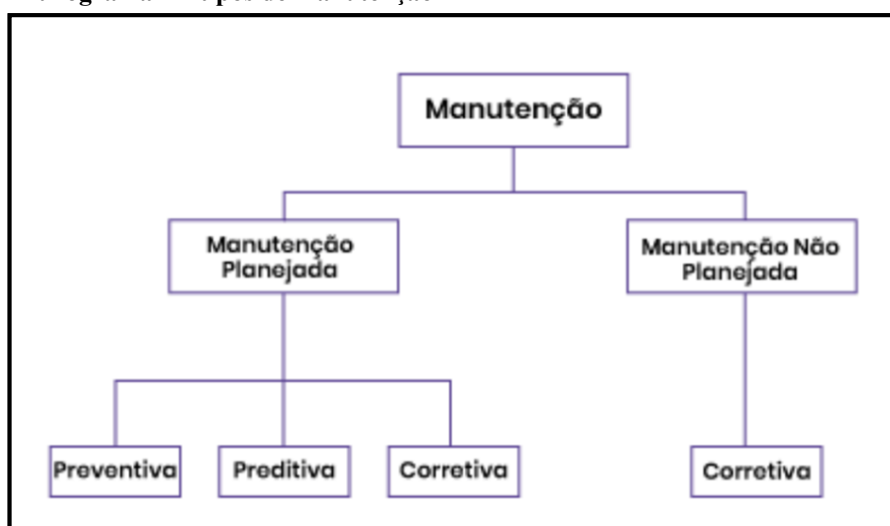 Manutenção
Manutenção
Planejada
Manutenção Não
Planejada
Preventiva
Preditiva
Corretiva
Corretiva